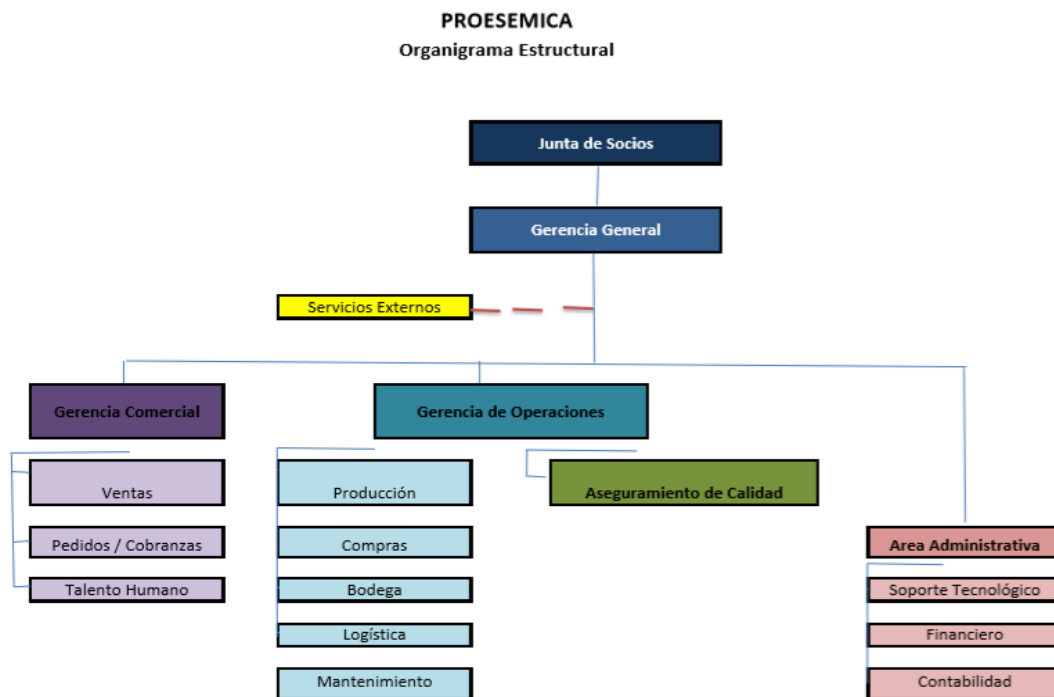 PROESEMICA
Organigrama Estructural
Junta de Socios
Gerencia General
Servicios Externos
Gerencia Comercial
Gerencia de Operaciones
Ventas
Producción
Aseguramiento de Calidad
Pedidos / Cobranzas
Compras
Area Administrativa
Talento Humano
Bodega
Soporte Tecnológico
Logística
Financiero
Mantenimiento
Contabilidad